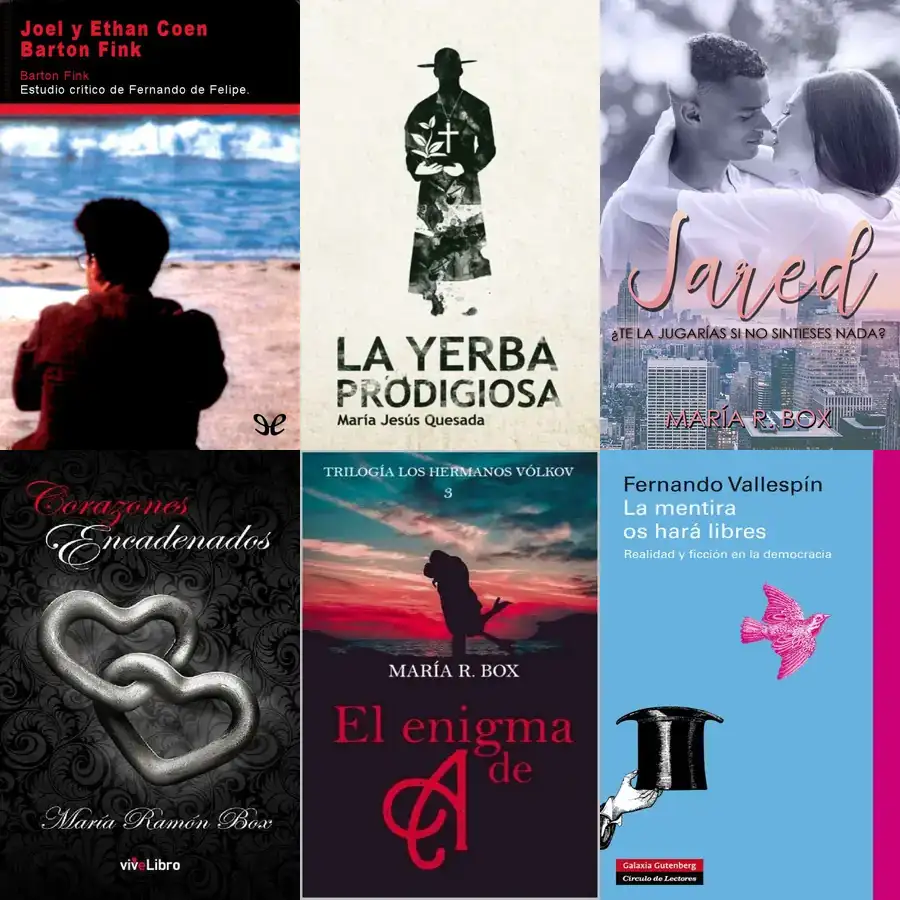 Joel y Ethan Coen
Barton Fink
Barton Fink
Estudio crítico de Fernando de Felipe.
LA YERBA
PRODIGIOSA
María Jesús Quesada
Jared
¿TE LA JUGARÍAS SI NO SINTIESES NADA?
MARÍA R. BOX
Corazones
Encadenados
María Ramón Box
viveLibro
TRILOGÍA LOS HERMANOS VÓLKOV
3
MARÍA R. BOX
El enigma
de
A
Fernando Vallespín
La mentira
os hará libres
Realidad y ficción en la democracia
Galaxia Gutenberg
Círculo de Lectores